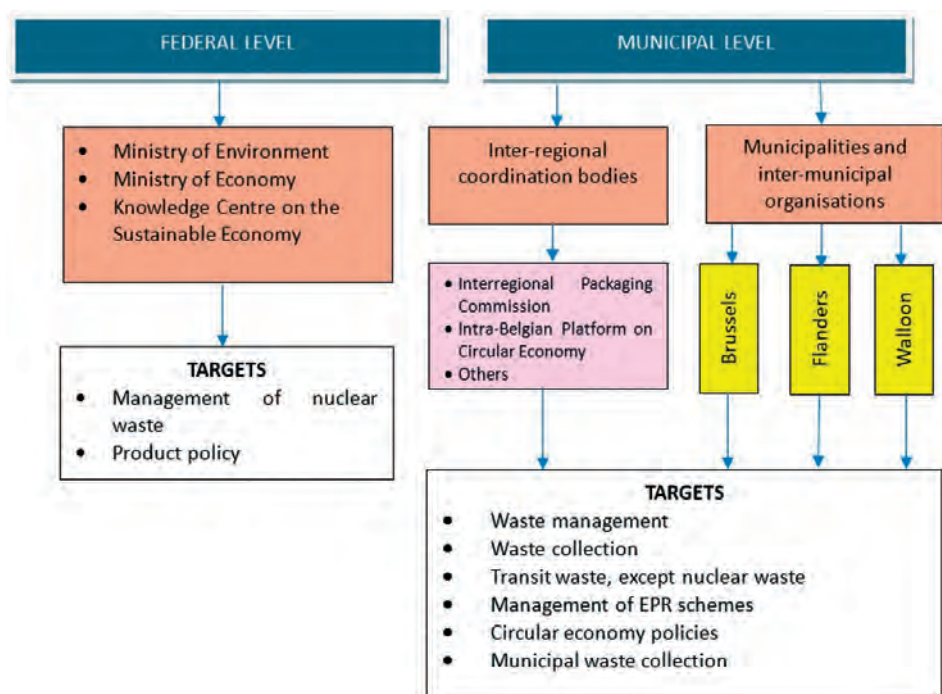 FEDERAL LEVEL
MUNICIPAL LEVEL
• Ministry of Environment
• Ministry of Economy
• Knowledge Centre on the
Sustainable Economy
Inter-regional
coordination bodies
Municipalities and
inter-municipal
organisations
• Interregional Packaging
Commission
• Intra-Belgian Platform on
Circular Economy
• Others
Brussels
Flanders
Walloon
TARGETS
• Management of nuclear
waste
• Product policy
TARGETS
• Waste management
• Waste collection
• Transit waste, except nuclear waste
• Management of EPR schemes
• Circular economy policies
• Municipal waste collection